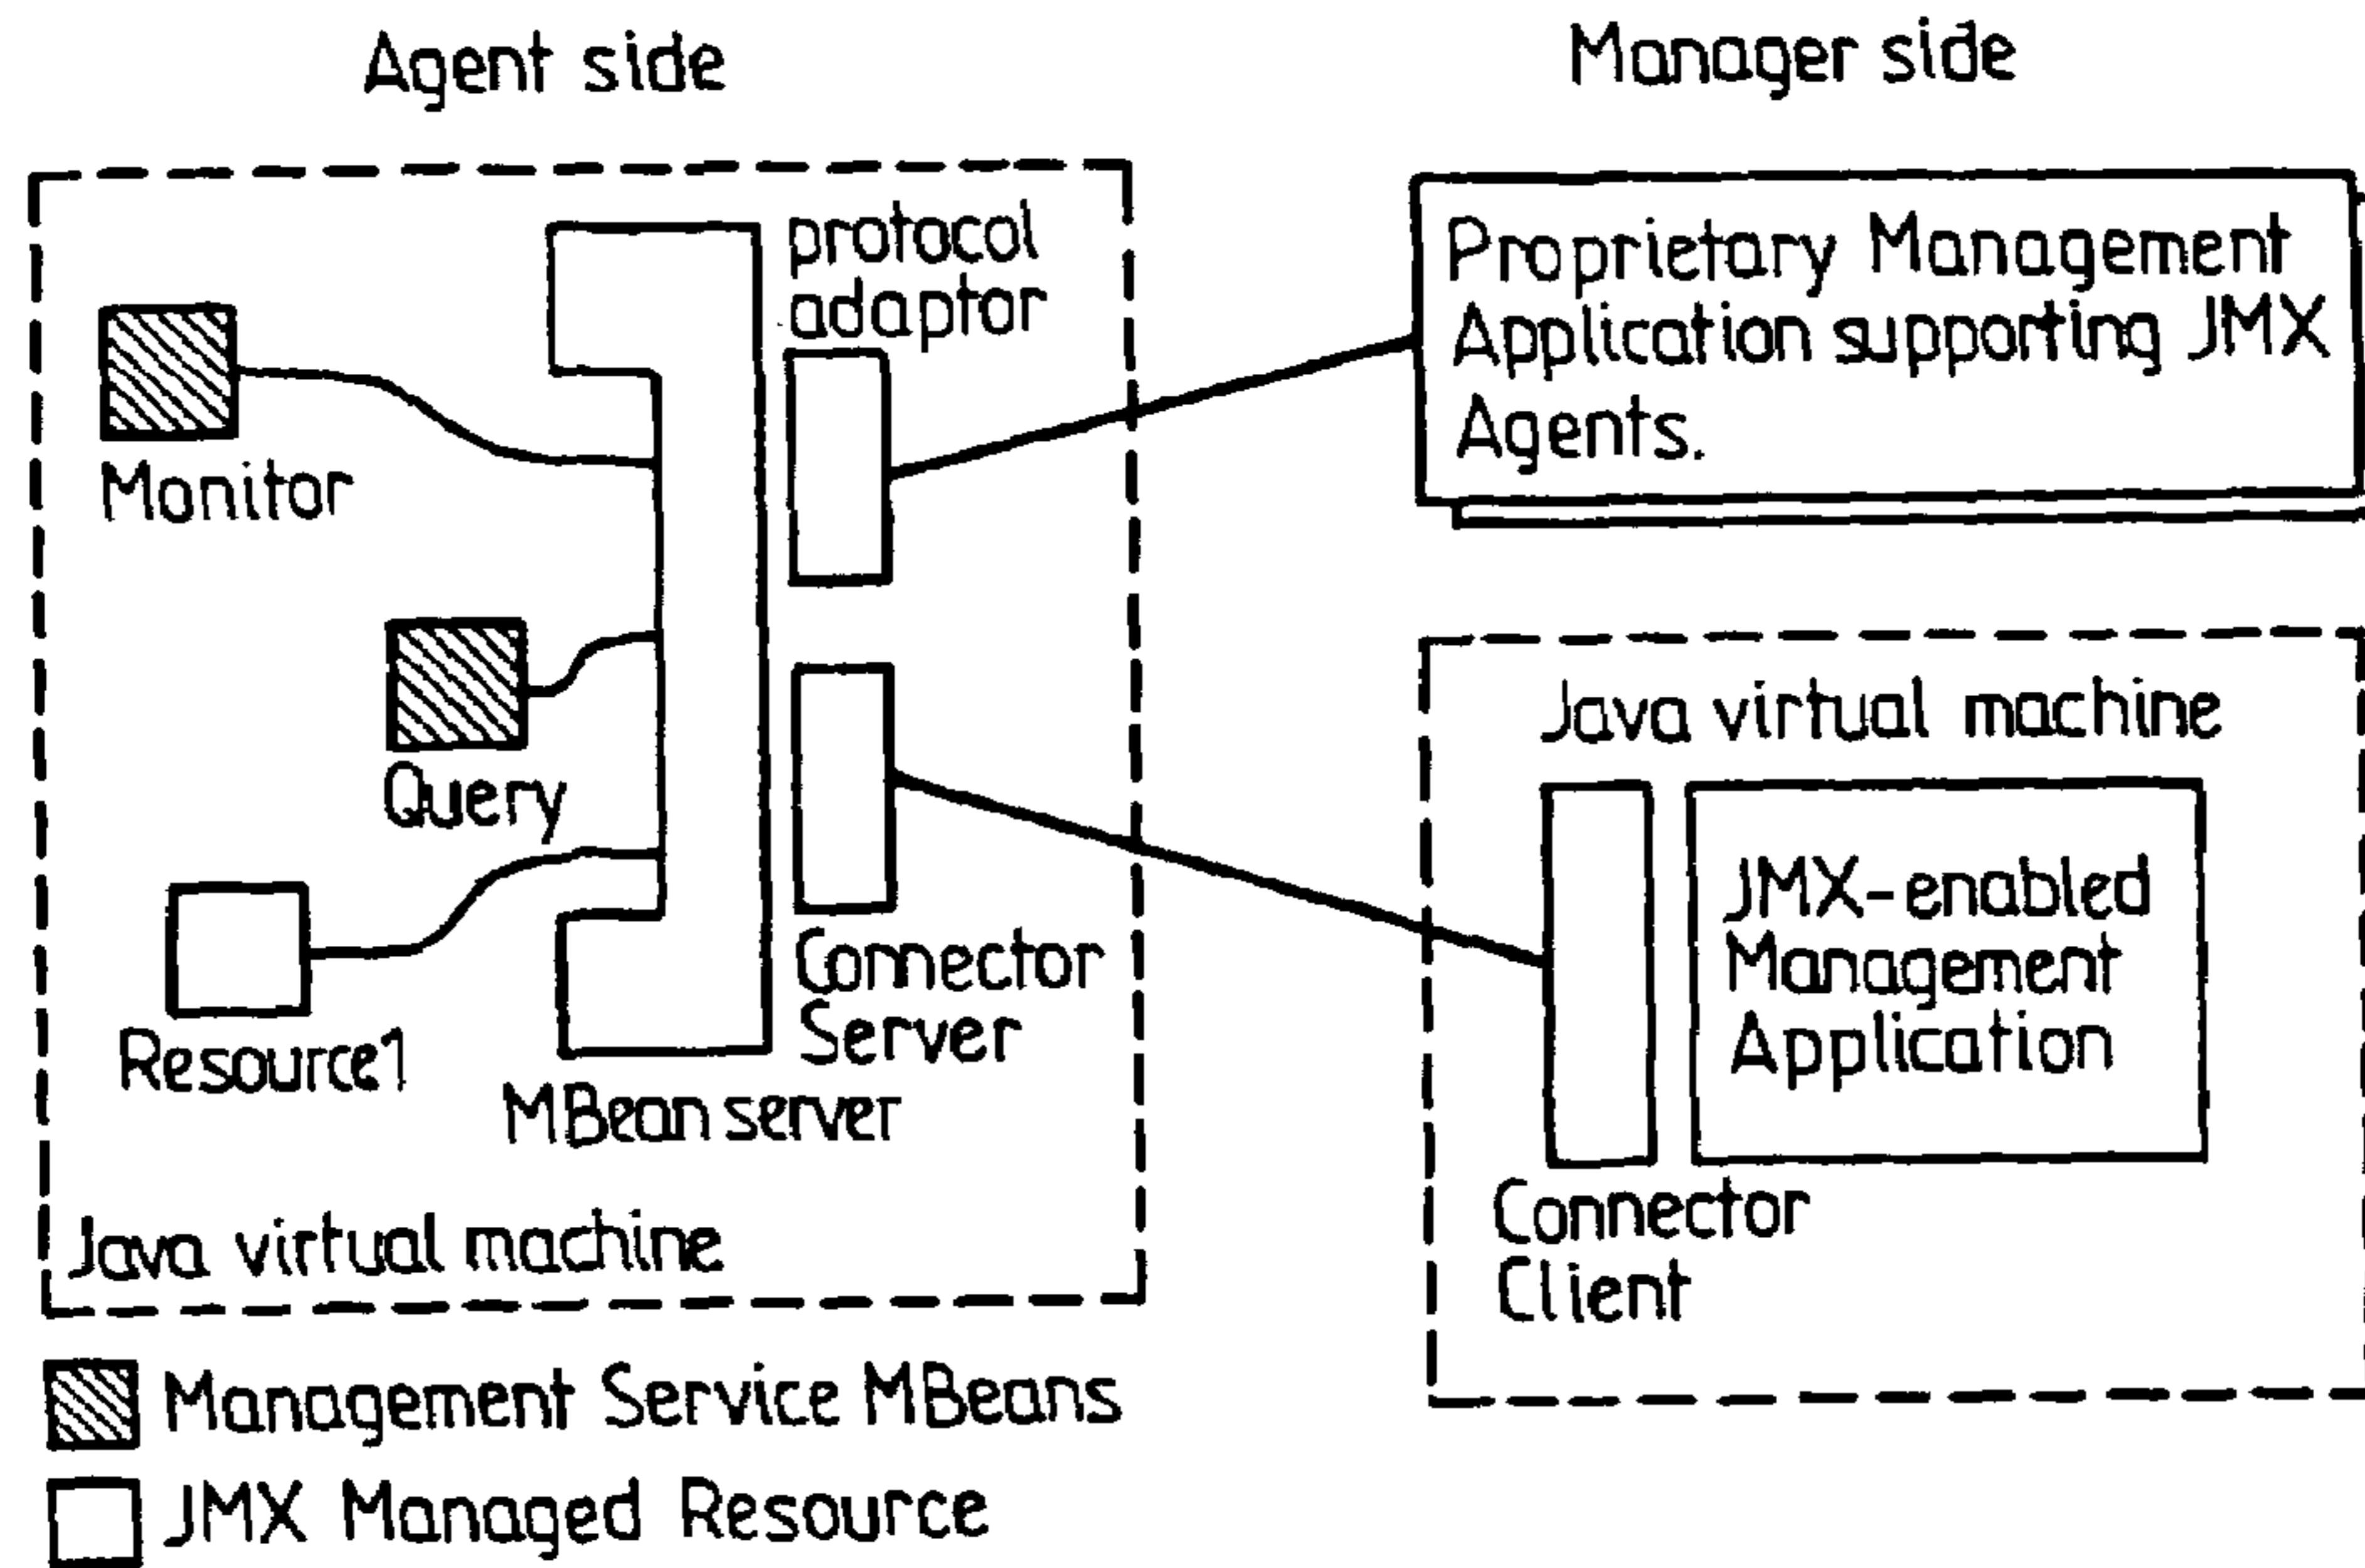 Agent side
Manager side
protocol
adaptor
Monitor
Query
Resource1
Connector
Server
MBean server
Java virtual machine
Proprietary Management
Application supporting JMX
Agents.
Java virtual machine
JMX-enabled
Management
Application
Connector
Client
Management Service MBeans
JMX Managed Resource